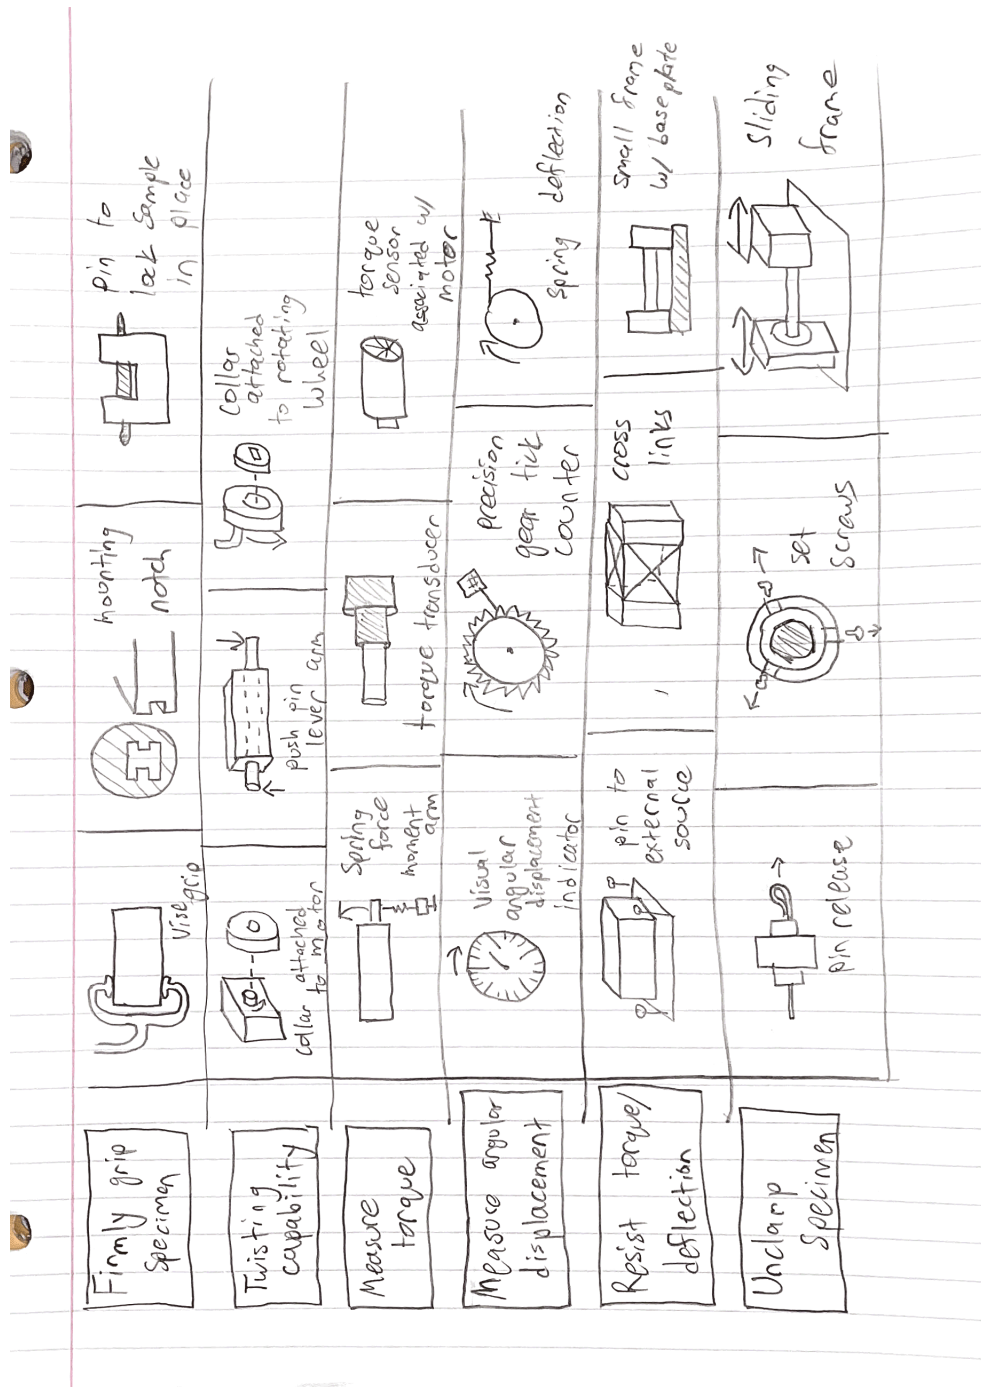 Firmly grip
Specimen
Vise grip
mounting
notch
pin to
lock sample
in place
Twisting
capability
collar attached
to motor
push pin
lever arm
Collar
attached
to rotating
wheel
Measure
torque
Spring
force
moment
arm
torque transducer
torque
sensor
associated w/
motor
Measure angular
displacement
Visual
angular
displacement
indicator
precision
gear tick
counter
Spring deflection
Resist torque/
deflection
pin to
external
source
cross
links
small frame
w/ baseplate
Unclamp
Specimen
pin release
set
screws
Sliding
frame